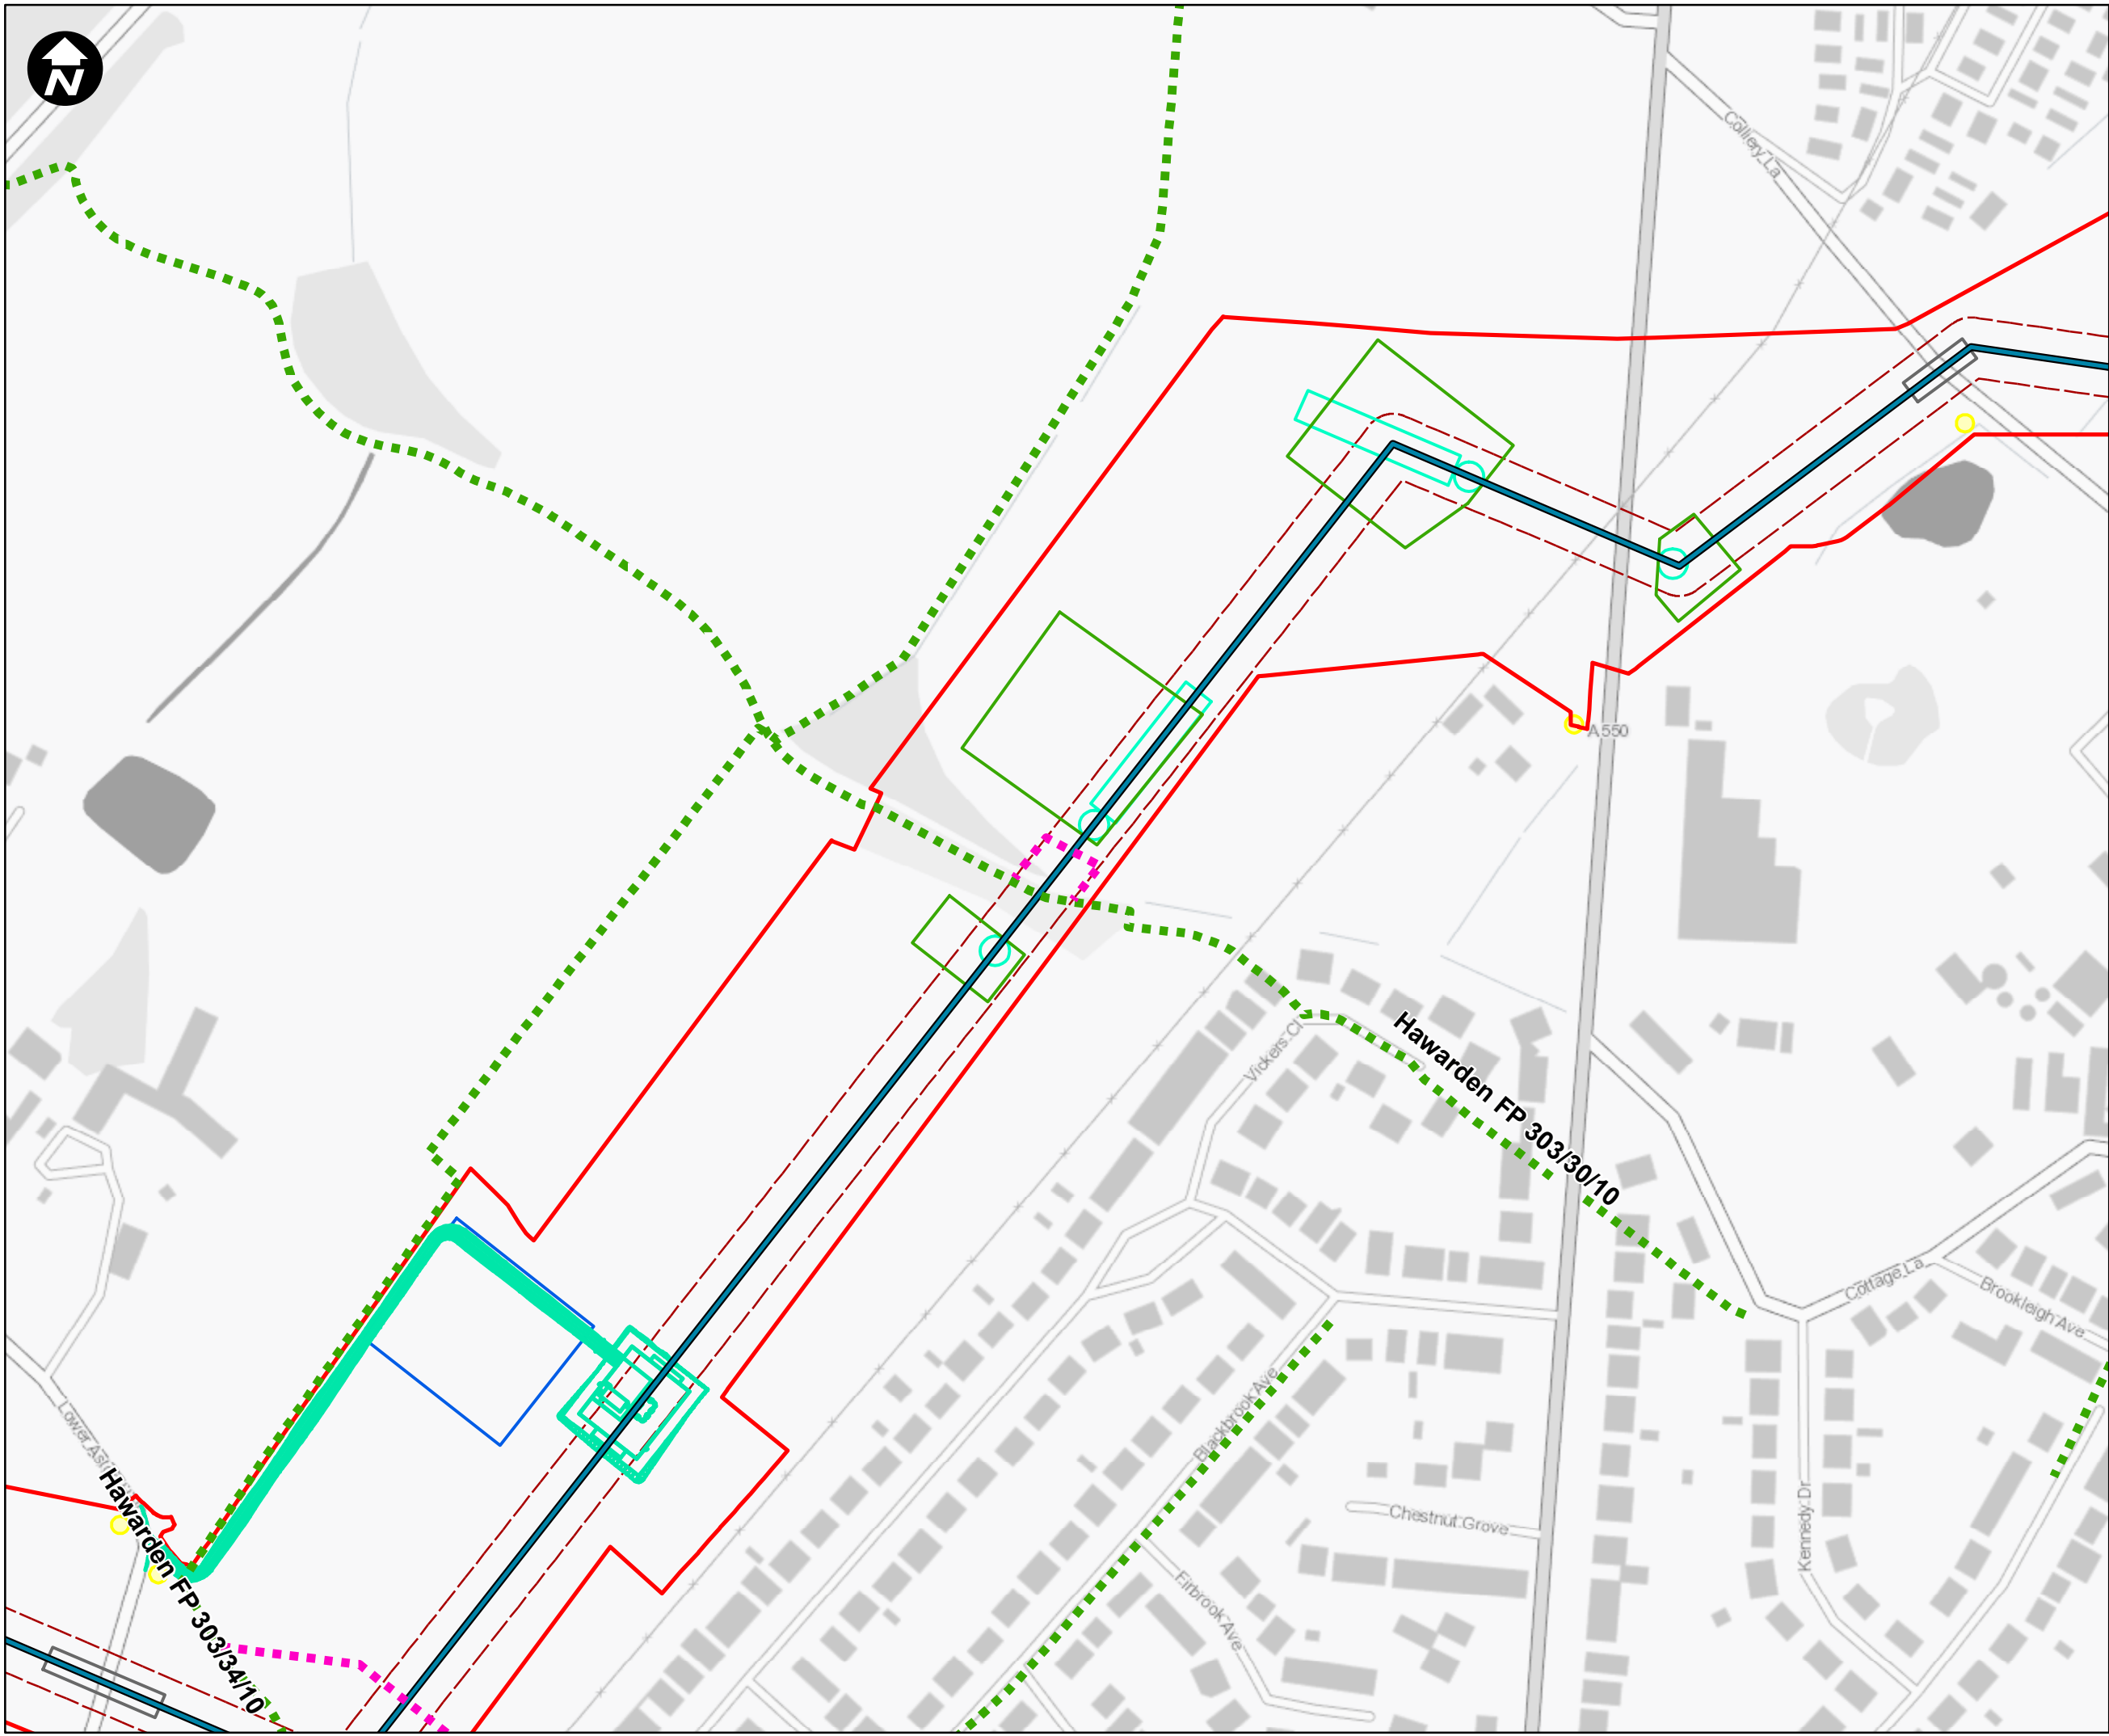 N
Colliery La
A550
Vickers Cl
Hawarden FP 303/30/10
Cottage La
Brookleigh Ave
Blackbrook Ave
Lower
Hawarden FP 303/34/10
Chestnut Grove
Kennedy Dr
Firbrook Ave